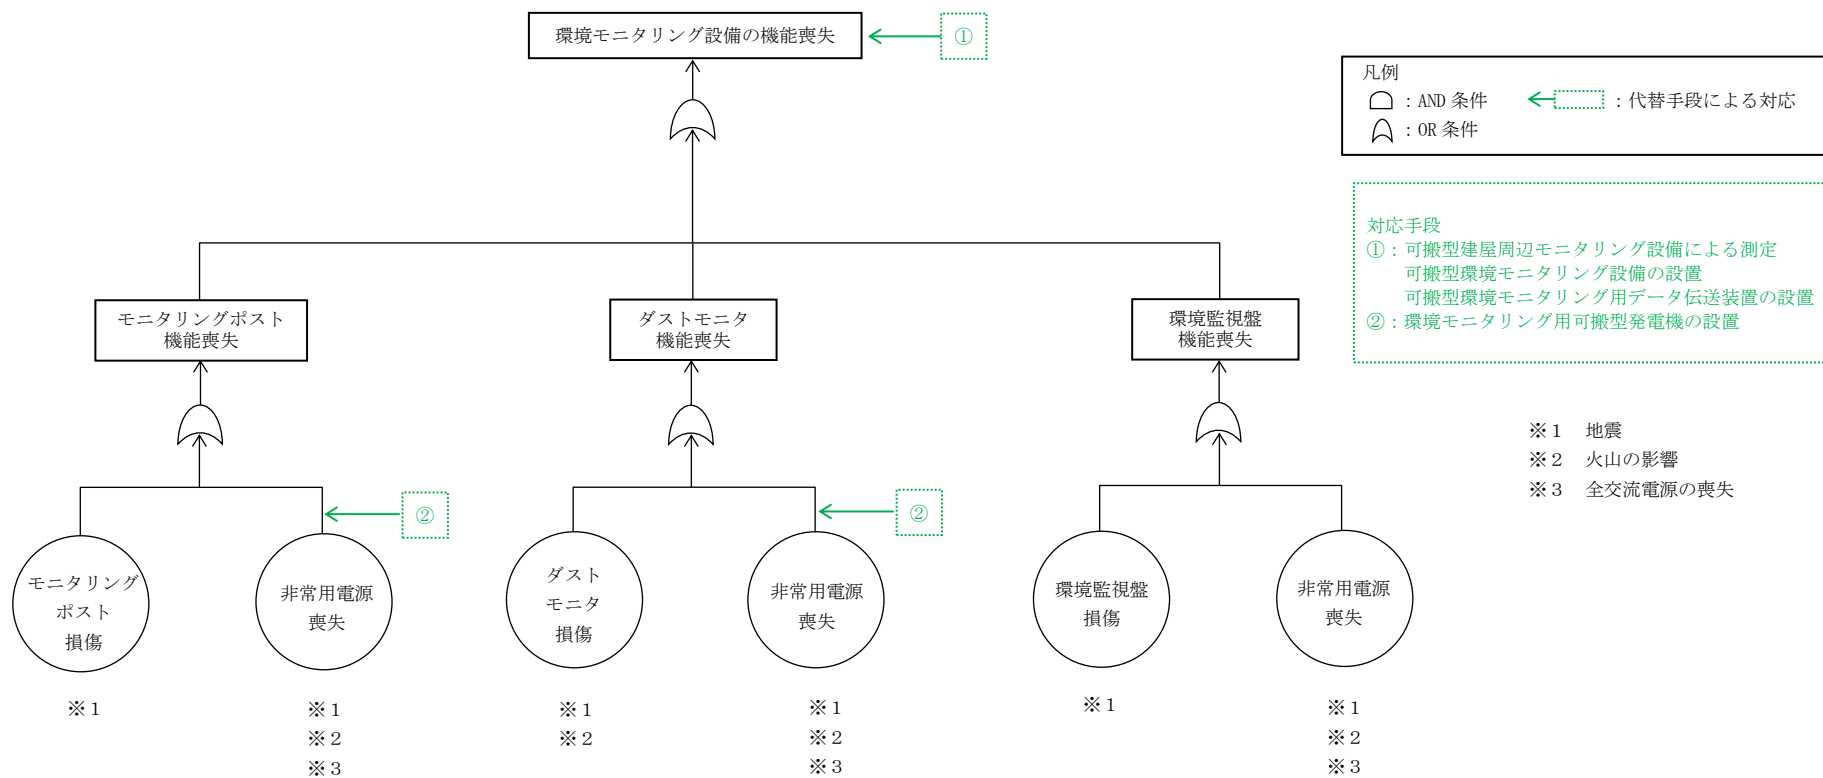 環境モニタリング設備の機能喪失
①
凡例
：AND 条件
：代替手段による対応
：OR 条件
対応手段
①：可搬型建屋周辺モニタリング設備による測定
可搬型環境モニタリング設備の設置
可搬型環境モニタリング用データ伝送装置の設置
②：環境モニタリング用可搬型発電機の設置
モニタリングポスト
機能喪失
ダストモニタ
機能喪失
環境監視盤
機能喪失
※１　地震
※２　火山の影響
※３　全交流電源の喪失
②
②
モニタリング
ポスト
損傷
非常用電源
喪失
ダスト
モニタ
損傷
非常用電源
喪失
環境監視盤
損傷
非常用電源
喪失
※１
※１
※２
※３
※１
※２
※１
※２
※３
※１
※１
※２
※３